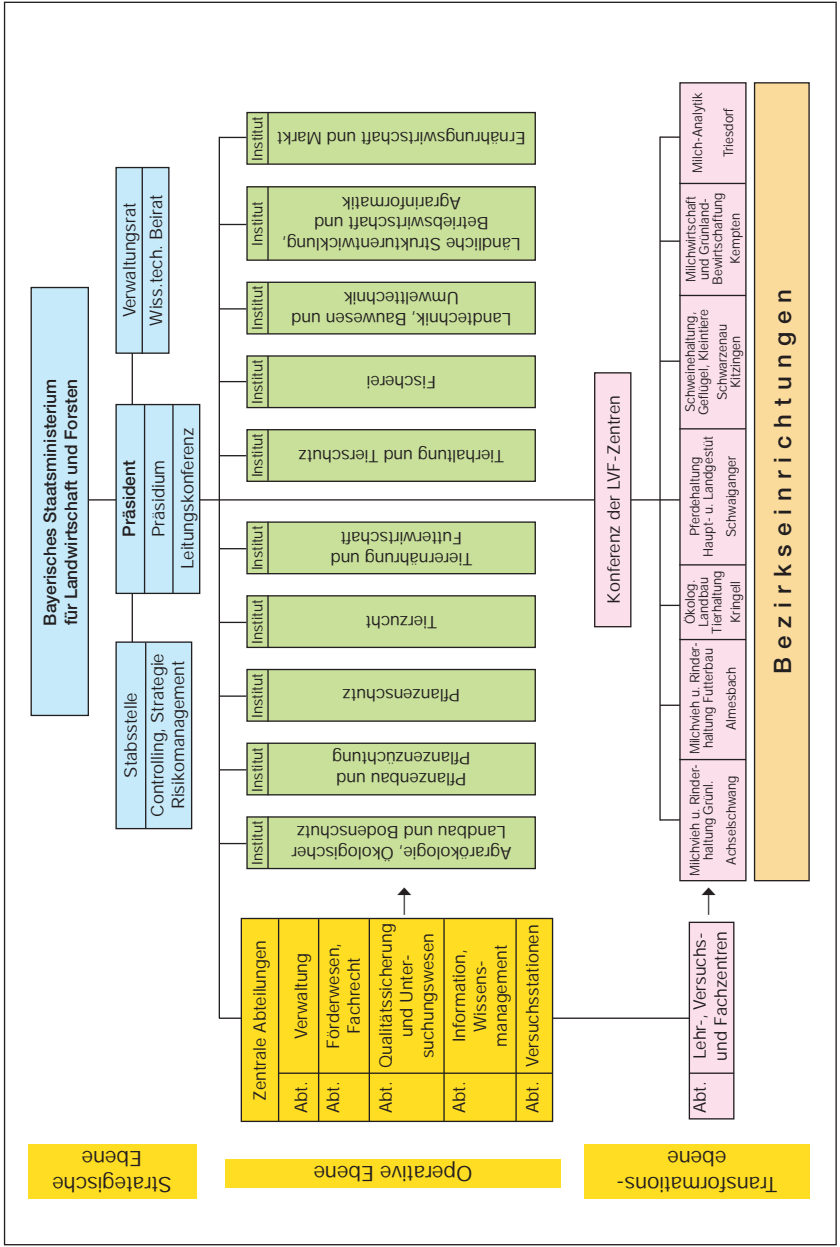 Strategische
Ebene
Bayerisches Staatsministerium
für Landwirtschaft und Forsten
Stabsstelle
Controlling, Strategie
Risikomanagement
Präsident
Präsidium
Leitungskonferenz
Verwaltungsrat
Wiss.tech. Beirat
Operative Ebene
Zentrale Abteilungen
Abt. Verwaltung
Abt. Förderwesen,
Fachrecht
Abt. Qualitätssicherung
und Unter-
suchungswesen
Abt. Information,
Wissens-
management
Abt. Versuchsstationen
Institut
Agrarökologie, Ökologischer
Landbau und Bodenschutz
Institut
Pflanzenbau und
Pflanzenzüchtung
Institut
Pflanzenschutz
Institut
Tierzucht
Institut
Tierernährung und
Futterwirtschaft
Institut
Tierhaltung und Tierschutz
Institut
Fischerei
Institut
Landtechnik, Bauwesen und
Umwelttechnik
Institut
Ländliche Strukturentwicklung,
Betriebswirtschaft und
Agrarinformatik
Institut
Ernährungswirtschaft und Markt
Transformations-
ebene
Konferenz der LVF-Zentren
Abt. Lehr-, Versuchs-
und Fachzentren
Milchvieh u. Rinder-
haltung Grünl.
Achselschwang
Milchvieh u. Rinder-
haltung Futterbau
Almesbach
Ökolog.
Landbau
Tierhaltung
Kringell
Pferdehaltung
Haupt- u. Landgestüt
Schwaiganger
Schweinehaltung,
Geflügel, Kleintiere
Schwarzenau
Kitzingen
Milchwirtschaft
und Grünland-
Bewirtschaftung
Kempten
Milch-Analytik
Triesdorf
Bezirkseinrichtungen